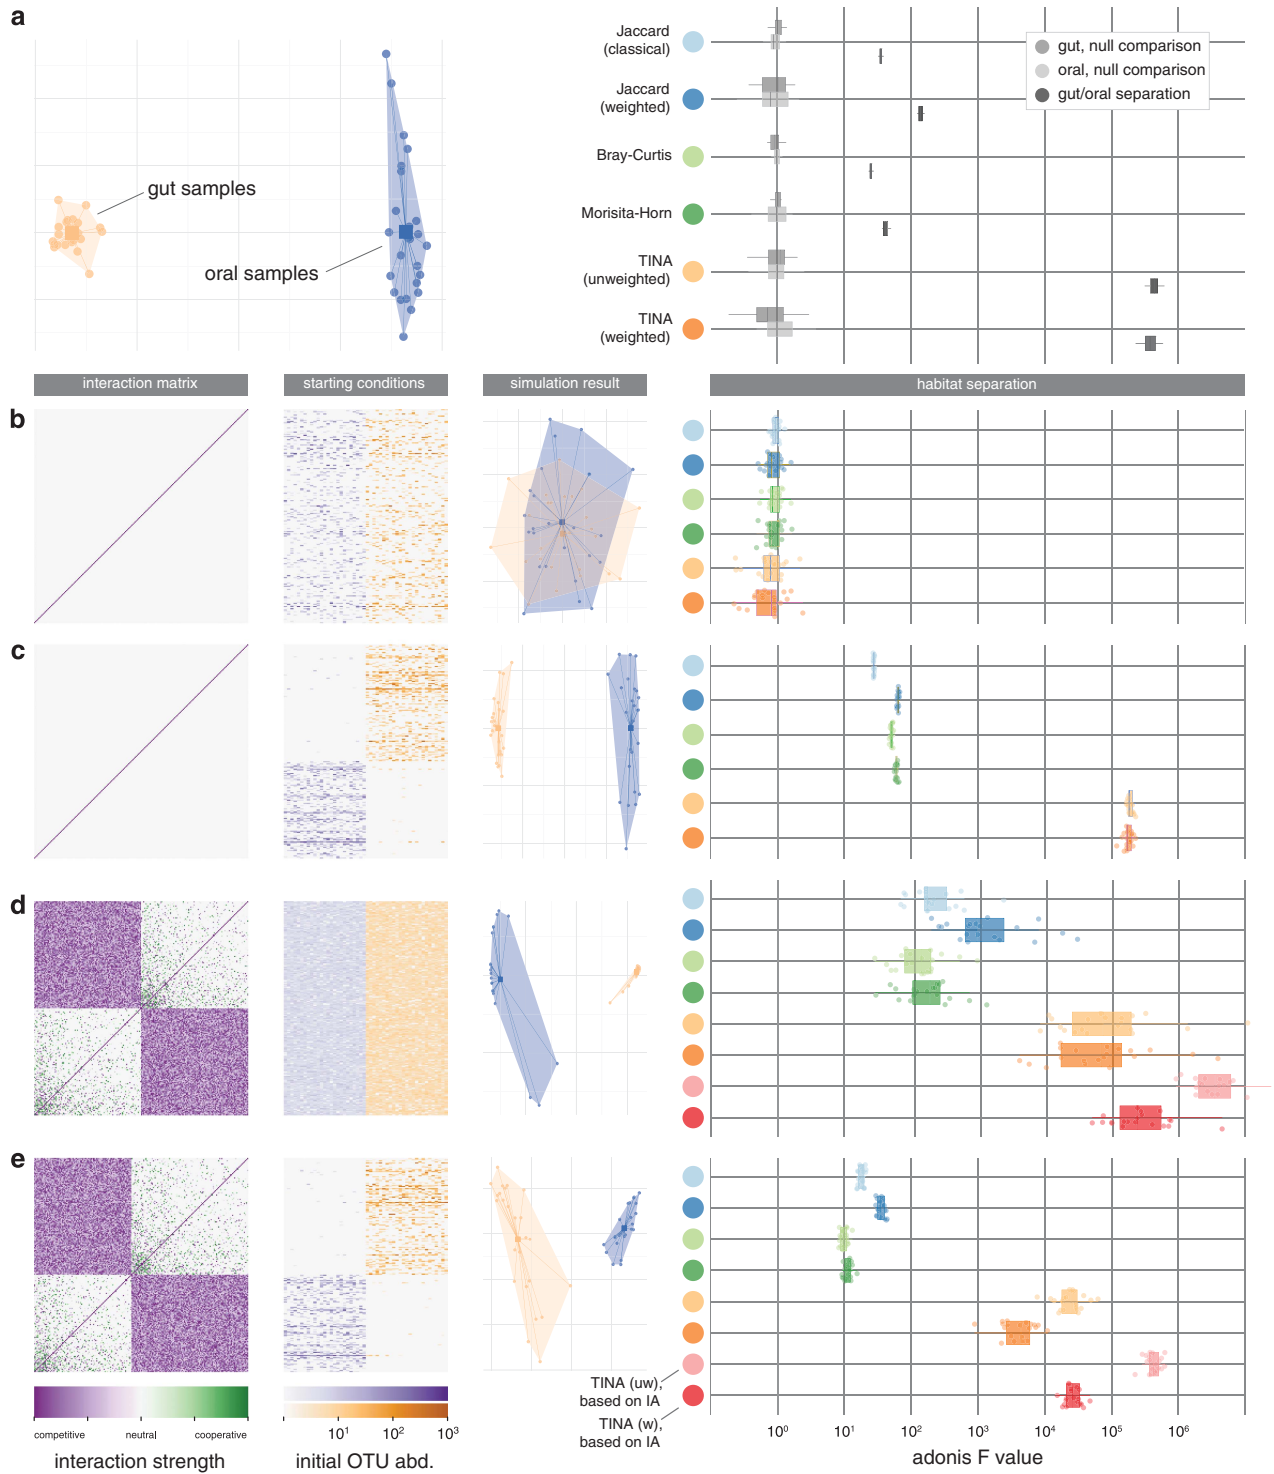 a
gut samples
oral samples
Jaccard
(classical)
Jaccard
(weighted)
Bray-Curtis
Morisita-Horn
TINA
(unweighted)
TINA
(weighted)
gut, null comparison
oral, null comparison
gut/oral separation
interaction matrix
starting conditions
simulation result
habitat separation
b
c
d
e
TINA (uw),
based on IA
TINA (w),
based on IA
competitive
neutral
cooperative
interaction strength
10¹
10²
10³
initial OTU abd.
10⁰
10¹
10²
10³
10⁴
10⁵
10⁶
adonis F value